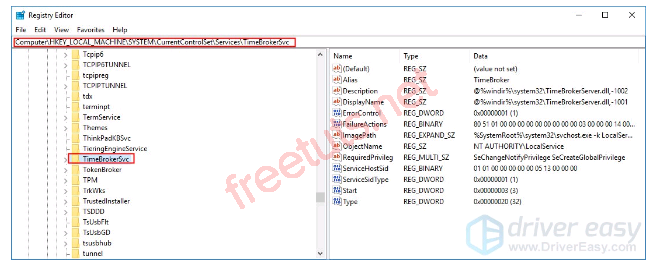 Registry Editor
File Edit View Favorites Help
Computer\HKEY_LOCAL_MACHINE\SYSTEM\CurrentControlSet\Services\TimeBrokerSvc
Tcpip6
TCPIP6TUNNEL
tcpipreg
TCPIPTUNNEL
tdx
terminpt
TermService
Themes
ThinkPadKBSvc
TieringEngineService
TimeBrokerSvc
TokenBroker
TPM
TrkWks
TrustedInstaller
TSDDD
TsUsbFlt
TsUsbGD
tsusbhub
tunnel
Name Type Data
(Default) REG_SZ (value not set)
Alias REG_SZ TimeBroker
Description REG_SZ @%windir%\system32\TimeBrokerServer.dll,-1002
DisplayName REG_SZ @%windir%\system32\TimeBrokerServer.dll,-1001
ErrorControl REG_DWORD 0x00000001 (1)
FailureActions REG_BINARY 80 51 01 00 00 00 00 00 00 00 00 00 03 00 00 00 14 00...
ImagePath REG_EXPAND_SZ %SystemRoot%\system32\svchost.exe -k LocalServ...
ObjectName REG_SZ NT AUTHORITY\LocalService
RequiredPrivileg REG_MULTI_SZ SeChangeNotifyPrivilege SeCreateGlobalPrivilege
ServiceHostSid REG_BINARY 01 01 00 00 00 00 00 05 13 00 00 00
ServiceSidType REG_DWORD 0x00000001 (1)
Start REG_DWORD 0x00000003 (3)
Type REG_DWORD 0x00000020 (32)
freetuts.net
driver easy
www.DriverEasy.com